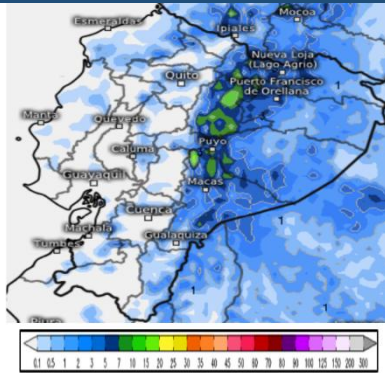 Esmeraldas
Mocoa
Ipiales
Nueva Loja
(Lago Agrio)
Quito
Puerto Francisco
de Orellana
1
Manta
Quevedo
Caluma
Puyo
Guayaquil
Macas
Cuenca
1
Machala
Gualaquiza
Tumbes
1
1
Piura
0.1 0.5 1 2 3 5 7 10 15 20 25 30 35 40 45 50 60 70 80 90 100 125 150 200 300